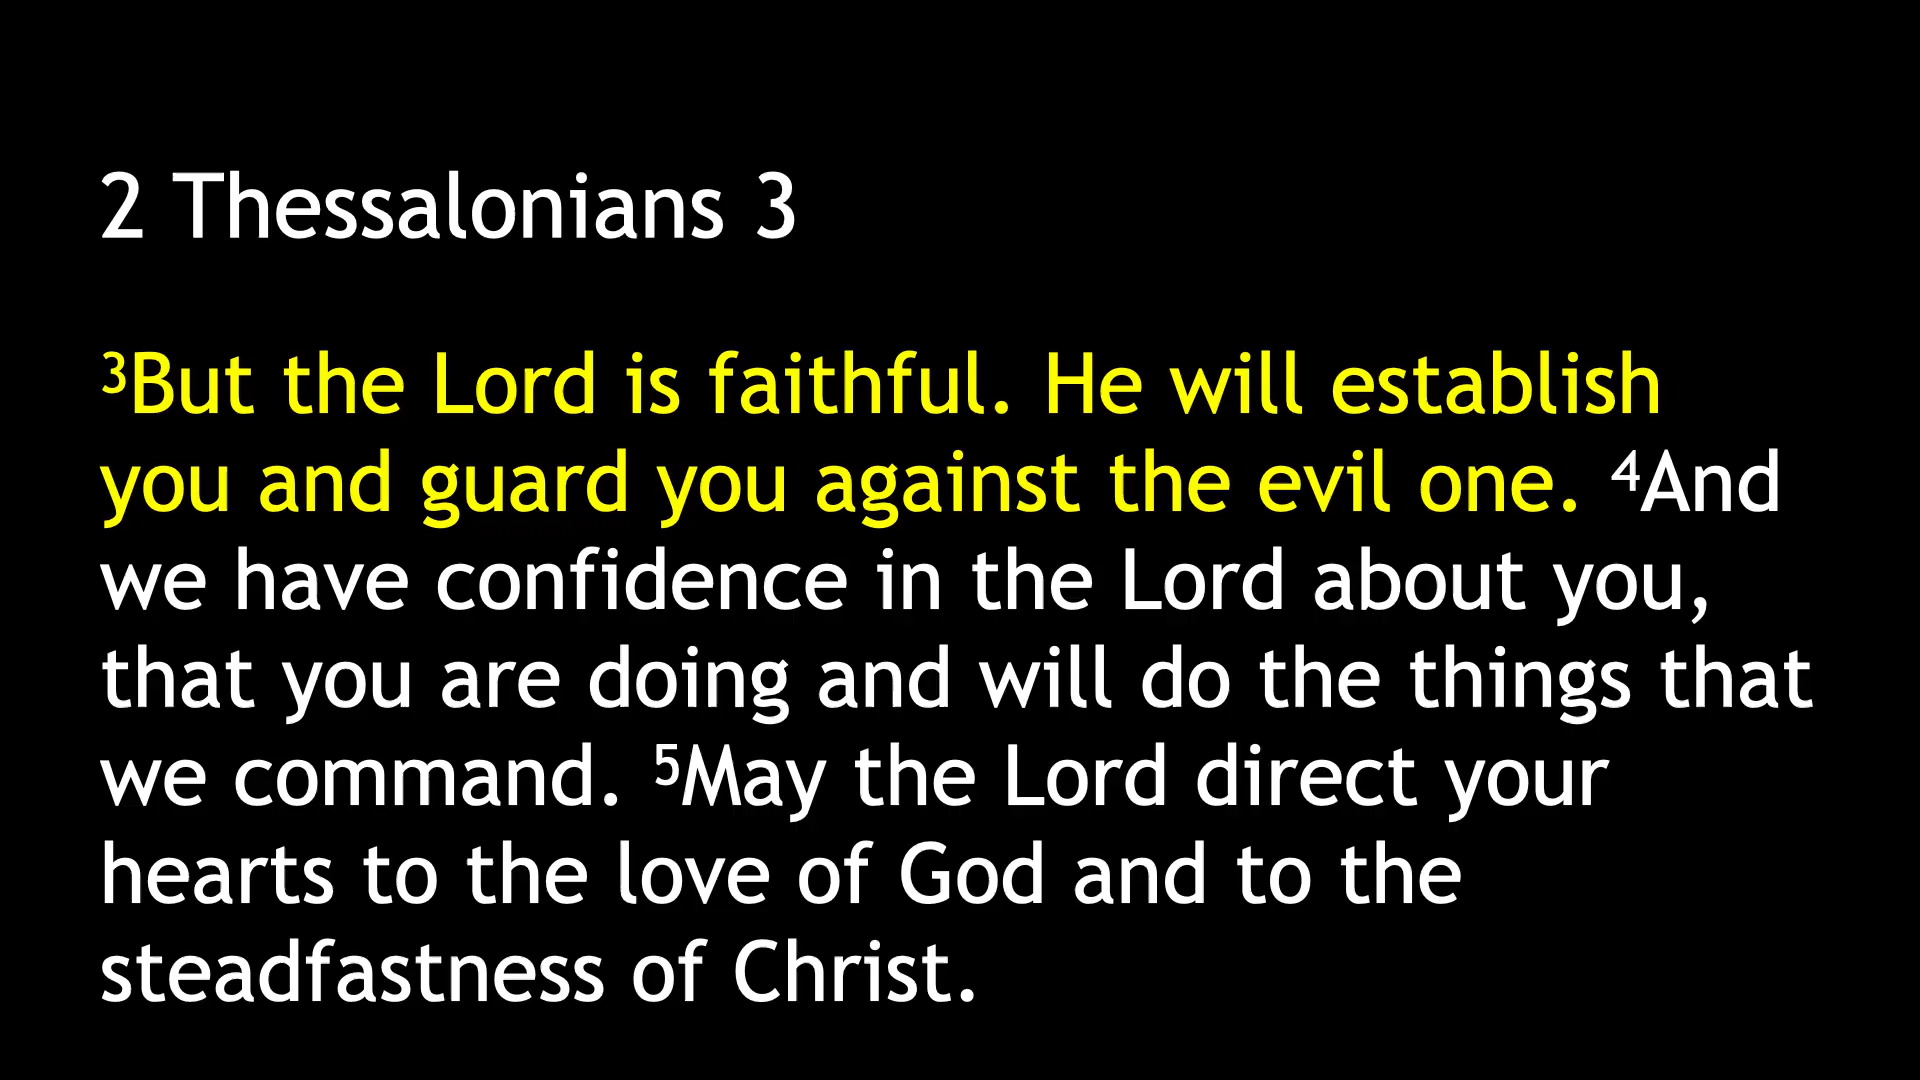 2 Thessalonians 3
³But the Lord is faithful. He will establish
you and guard you against the evil one. ⁴And
we have confidence in the Lord about you,
that you are doing and will do the things that
we command. ⁵May the Lord direct your
hearts to the love of God and to the
steadfastness of Christ.